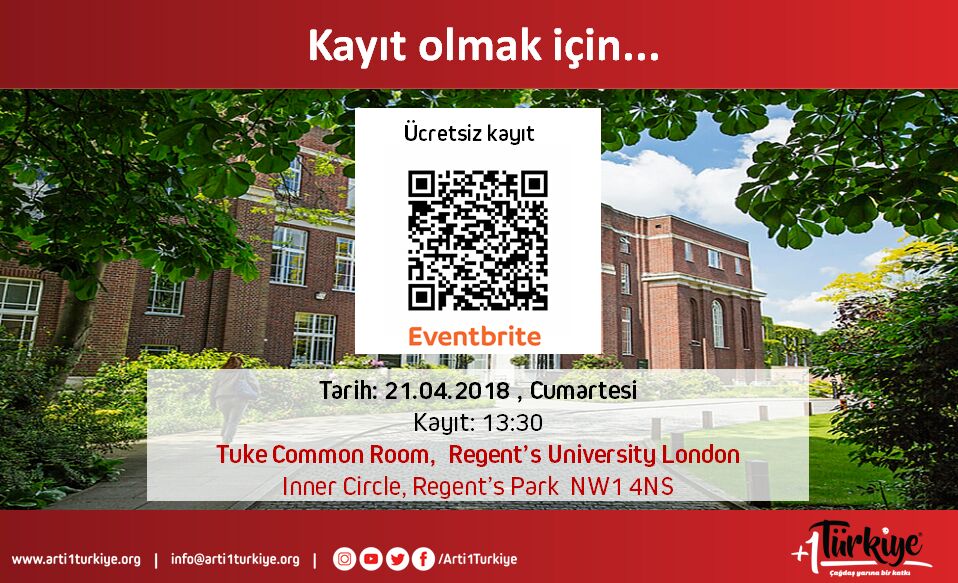 Kayıt olmak için...
Ücretsiz kayıt
Eventbrite
Tarih: 21.04.2018 , Cumartesi
Kayıt: 13:30
Tuke Common Room, Regent's University London
Inner Circle, Regent's Park NW1 4NS
www.arti1turkiye.org | info@arti1turkiye.org | /Arti1Turkiye
+1Türkiye
Çağdaş yarına bir katkı